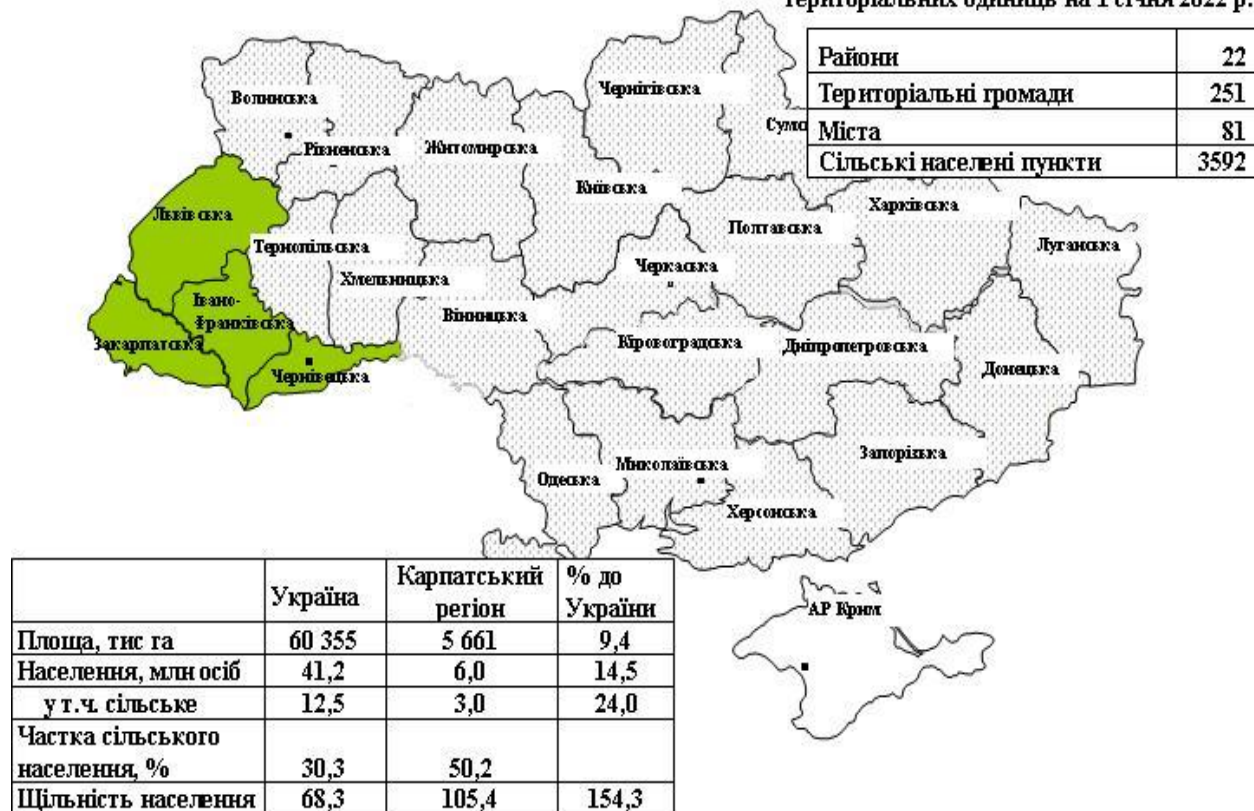 територіальних одиниць на 1 січня 2022 р.
Райони 22
Територіальні громади 251
Міста 81
Сільські населені пункти 3592
Волинська
Рівненська
Житомирська
Чернігівська
Київська
Львівська
Тернопільська
Хмельницька
Вінницька
Черкаська
Полтавська
Харківська
Луганська
Івано-
Франківська
Закарпатська
Чернівецька
Кіровоградська
Дніпропетровська
Донецька
Запорізька
Одеська
Миколаївська
Херсонська
АР Крим
Україна Карпатський регіон % до України
Площа, тис га 60 355 5 661 9,4
Населення, млн осіб 41,2 6,0 14,5
у т.ч. сільське 12,5 3,0 24,0
Частка сільського
населення, % 30,3 50,2
Щільність населення 68,3 105,4 154,3